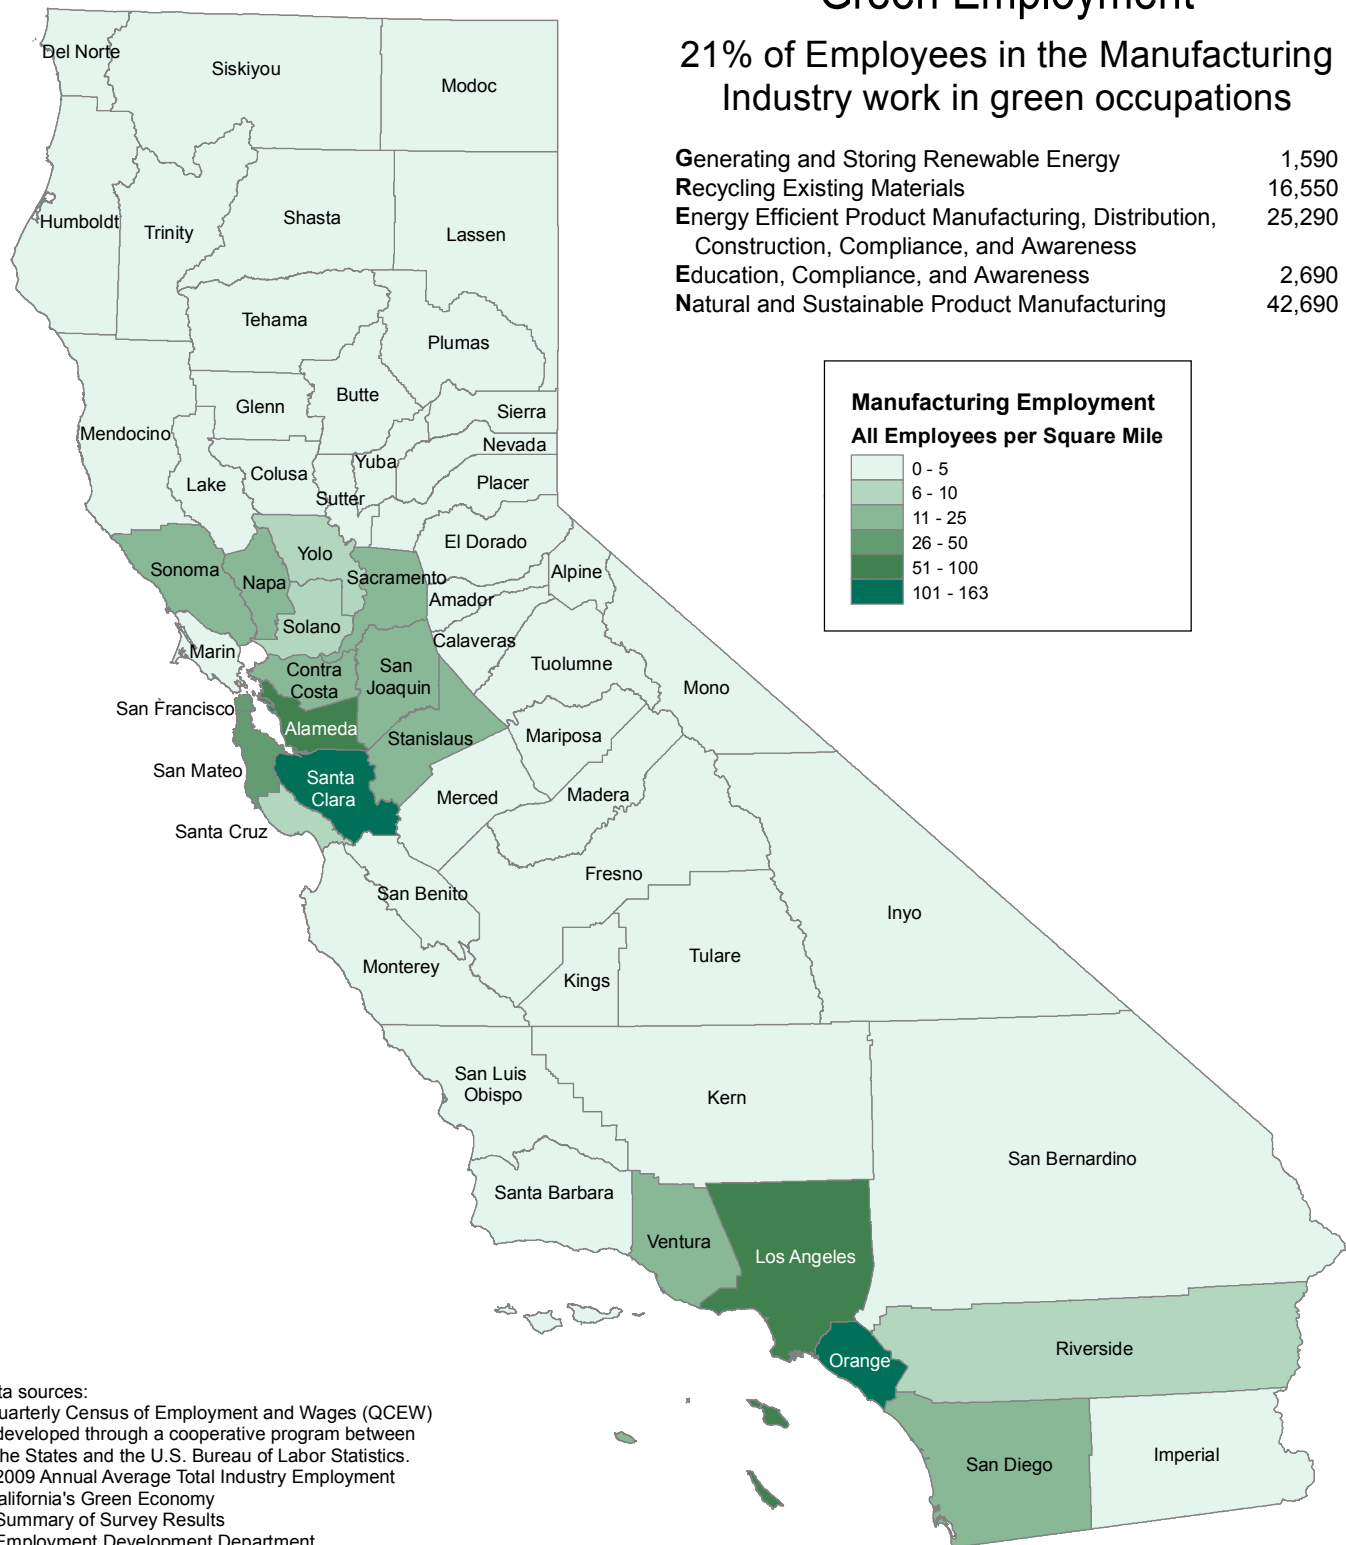 Green Employment
21% of Employees in the Manufacturing
Industry work in green occupations
Generating and Storing Renewable Energy 1,590
Recycling Existing Materials 16,550
Energy Efficient Product Manufacturing, Distribution, 25,290
Construction, Compliance, and Awareness
Education, Compliance, and Awareness 2,690
Natural and Sustainable Product Manufacturing 42,690
Manufacturing Employment
All Employees per Square Mile
0 - 5
6 - 10
11 - 25
26 - 50
51 - 100
101 - 163
Del Norte
Siskiyou
Modoc
Humboldt
Trinity
Shasta
Lassen
Tehama
Plumas
Butte
Glenn
Sierra
Mendocino
Nevada
Yuba
Colusa
Lake
Placer
Sutter
El Dorado
Yolo
Sonoma
Napa
Sacramento
Alpine
Amador
Solano
Calaveras
Marin
Tuolumne
Contra
Costa
San
Joaquin
Mono
San Francisco
Alameda
Stanislaus
Mariposa
San Mateo
Santa
Clara
Merced
Madera
Santa Cruz
Fresno
San Benito
Inyo
Tulare
Monterey
Kings
San Luis
Obispo
Kern
San Bernardino
Santa Barbara
Ventura
Los Angeles
Riverside
Orange
San Diego
Imperial
ta sources:
uarterly Census of Employment and Wages (QCEW)
developed through a cooperative program between
he States and the U.S. Bureau of Labor Statistics.
2009 Annual Average Total Industry Employment
alifornia's Green Economy
Summary of Survey Results
Employment Development Department